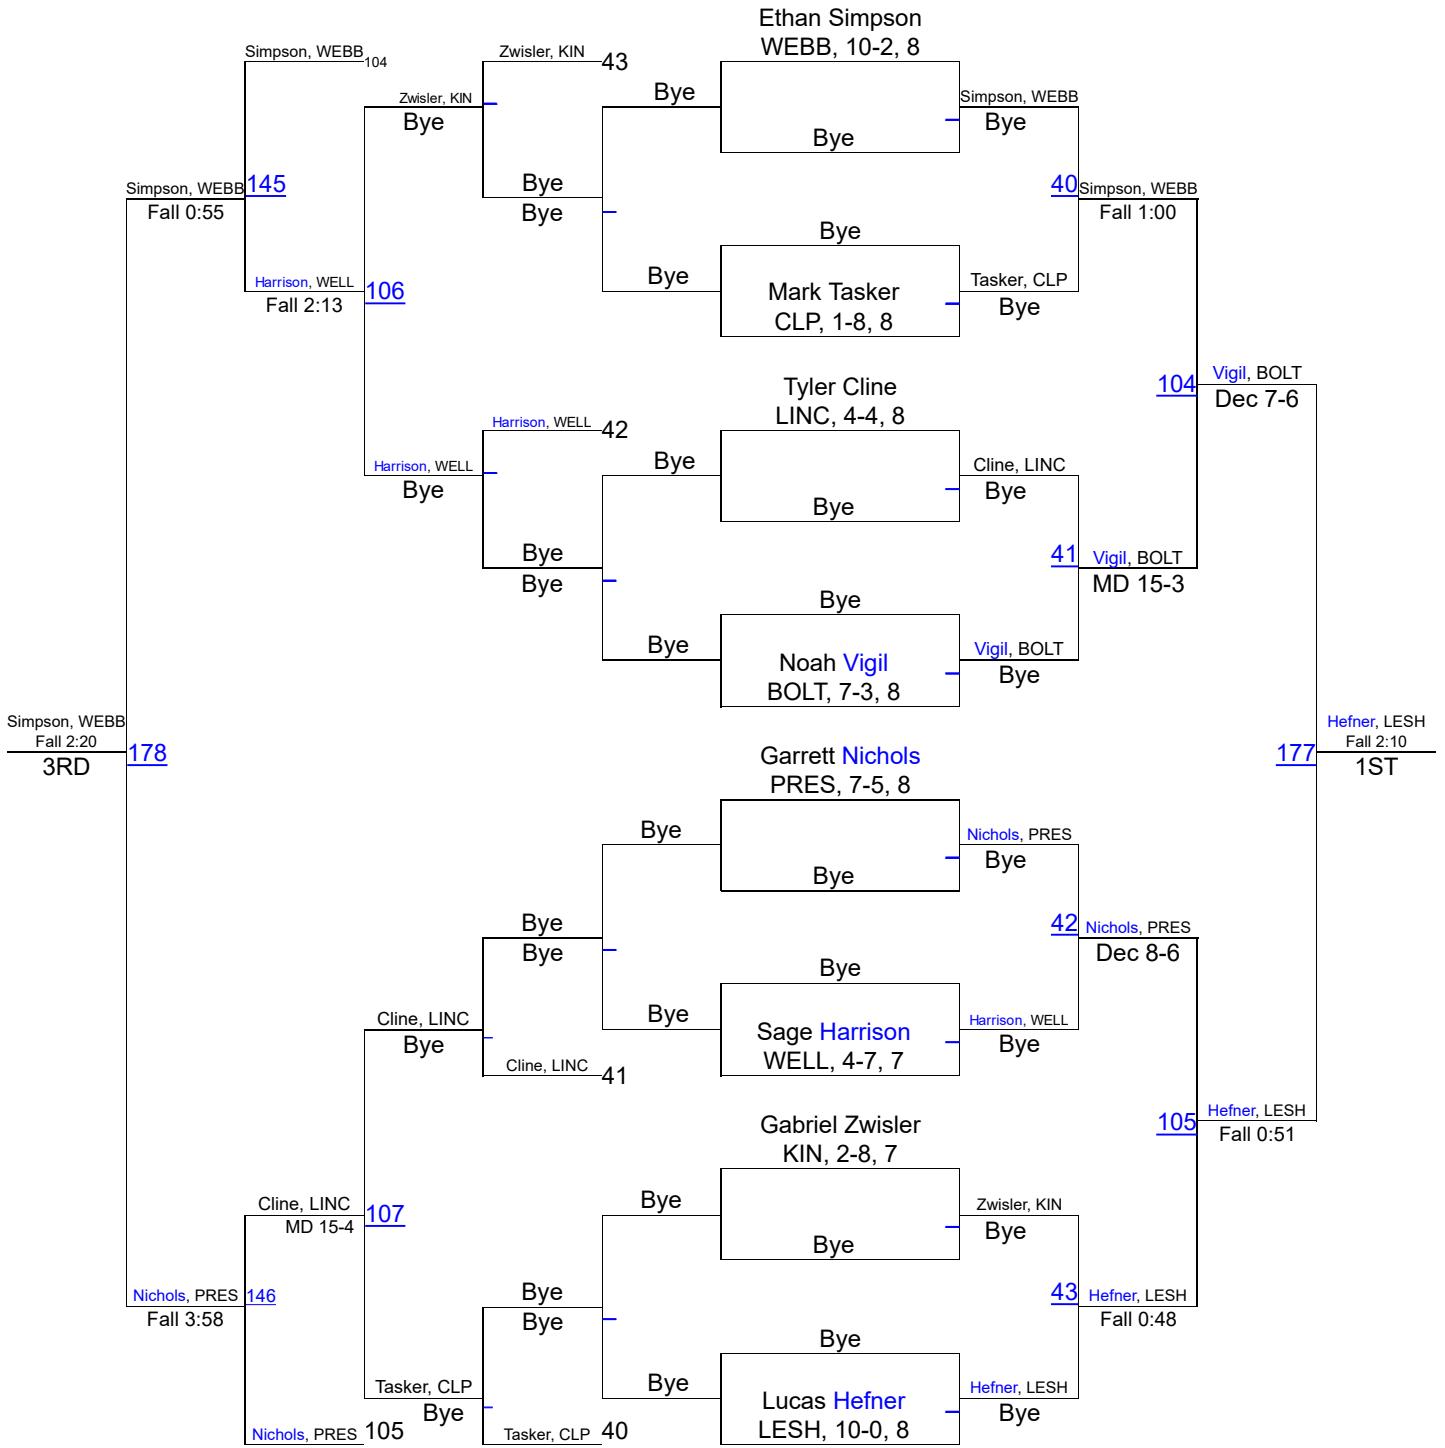 Ethan Simpson
WEBB, 10-2, 8
Simpson, WEBB
104
Zwisler, KIN
43
Zwisler, KIN
Bye
Bye
Bye
Simpson, WEBB
Bye
Simpson, WEBB
145
Fall 0:55
Bye
Bye
40
Simpson, WEBB
Fall 1:00
Bye
Harrison, WELL
106
Fall 2:13
Bye
Mark Tasker
CLP, 1-8, 8
Tasker, CLP
Bye
Tyler Cline
LINC, 4-4, 8
104
Vigil, BOLT
Dec 7-6
Harrison, WELL
42
Harrison, WELL
Bye
Bye
Bye
Cline, LINC
Bye
Bye
Bye
41
Vigil, BOLT
MD 15-3
Bye
Bye
Noah Vigil
BOLT, 7-3, 8
Vigil, BOLT
Bye
Simpson, WEBB
Fall 2:20
178
3RD
Garrett Nichols
PRES, 7-5, 8
Hefner, LESH
Fall 2:10
177
1ST
Bye
Bye
Nichols, PRES
Bye
Bye
Bye
42
Nichols, PRES
Dec 8-6
Bye
Cline, LINC
Bye
Bye
Sage Harrison
WELL, 4-7, 7
Harrison, WELL
Bye
Cline, LINC
41
Gabriel Zwisler
KIN, 2-8, 7
105
Hefner, LESH
Fall 0:51
Cline, LINC
107
MD 15-4
Bye
Bye
Zwisler, KIN
Bye
Nichols, PRES
146
Fall 3:58
Bye
Bye
43
Hefner, LESH
Fall 0:48
Bye
Tasker, CLP
Bye
Bye
Lucas Hefner
LESH, 10-0, 8
Hefner, LESH
Bye
Nichols, PRES
105
Tasker, CLP
40